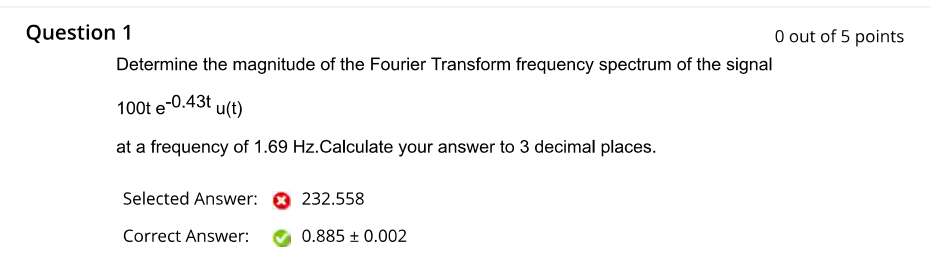 Question 1
0 out of 5 points
Determine the magnitude of the Fourier Transform frequency spectrum of the signal
100t e-0.43t u(t)
at a frequency of 1.69 Hz.Calculate your answer to 3 decimal places.
Selected Answer: 232.558
Correct Answer: 0.885 ± 0.002